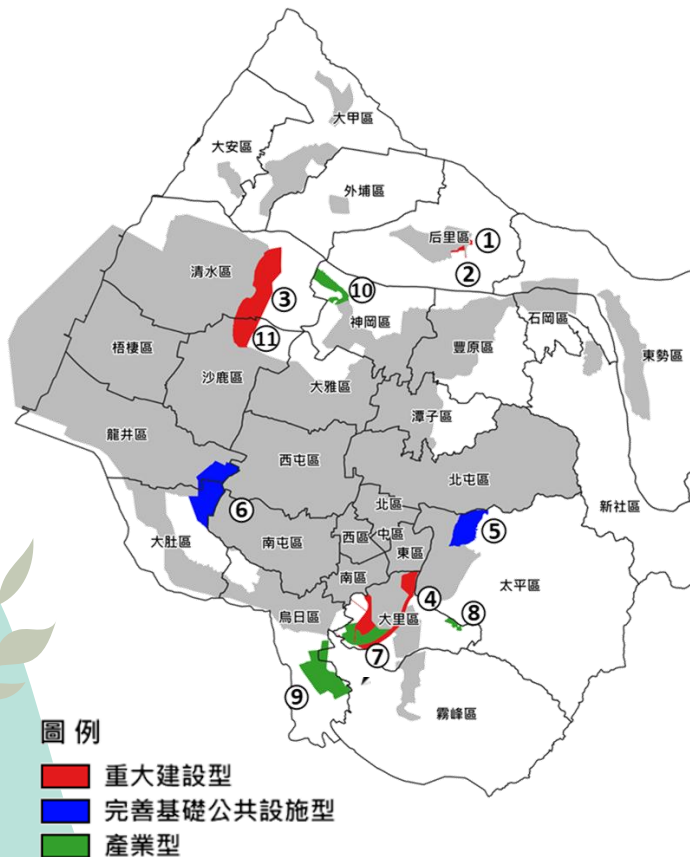 大甲區
大安區
外埔區
后里區
①
②
清水區
③
⑩
神岡區
石岡區
豐原區
東勢區
⑪
梧棲區
沙鹿區
大雅區
潭子區
龍井區
西屯區
北屯區
新社區
⑥
北區
⑤
大肚區
南屯區
西區
中區
東區
太平區
南區
④
⑧
烏日區
大里區
⑦
⑨
霧峰區
圖例
重大建設型
完善基礎公共設施型
產業型